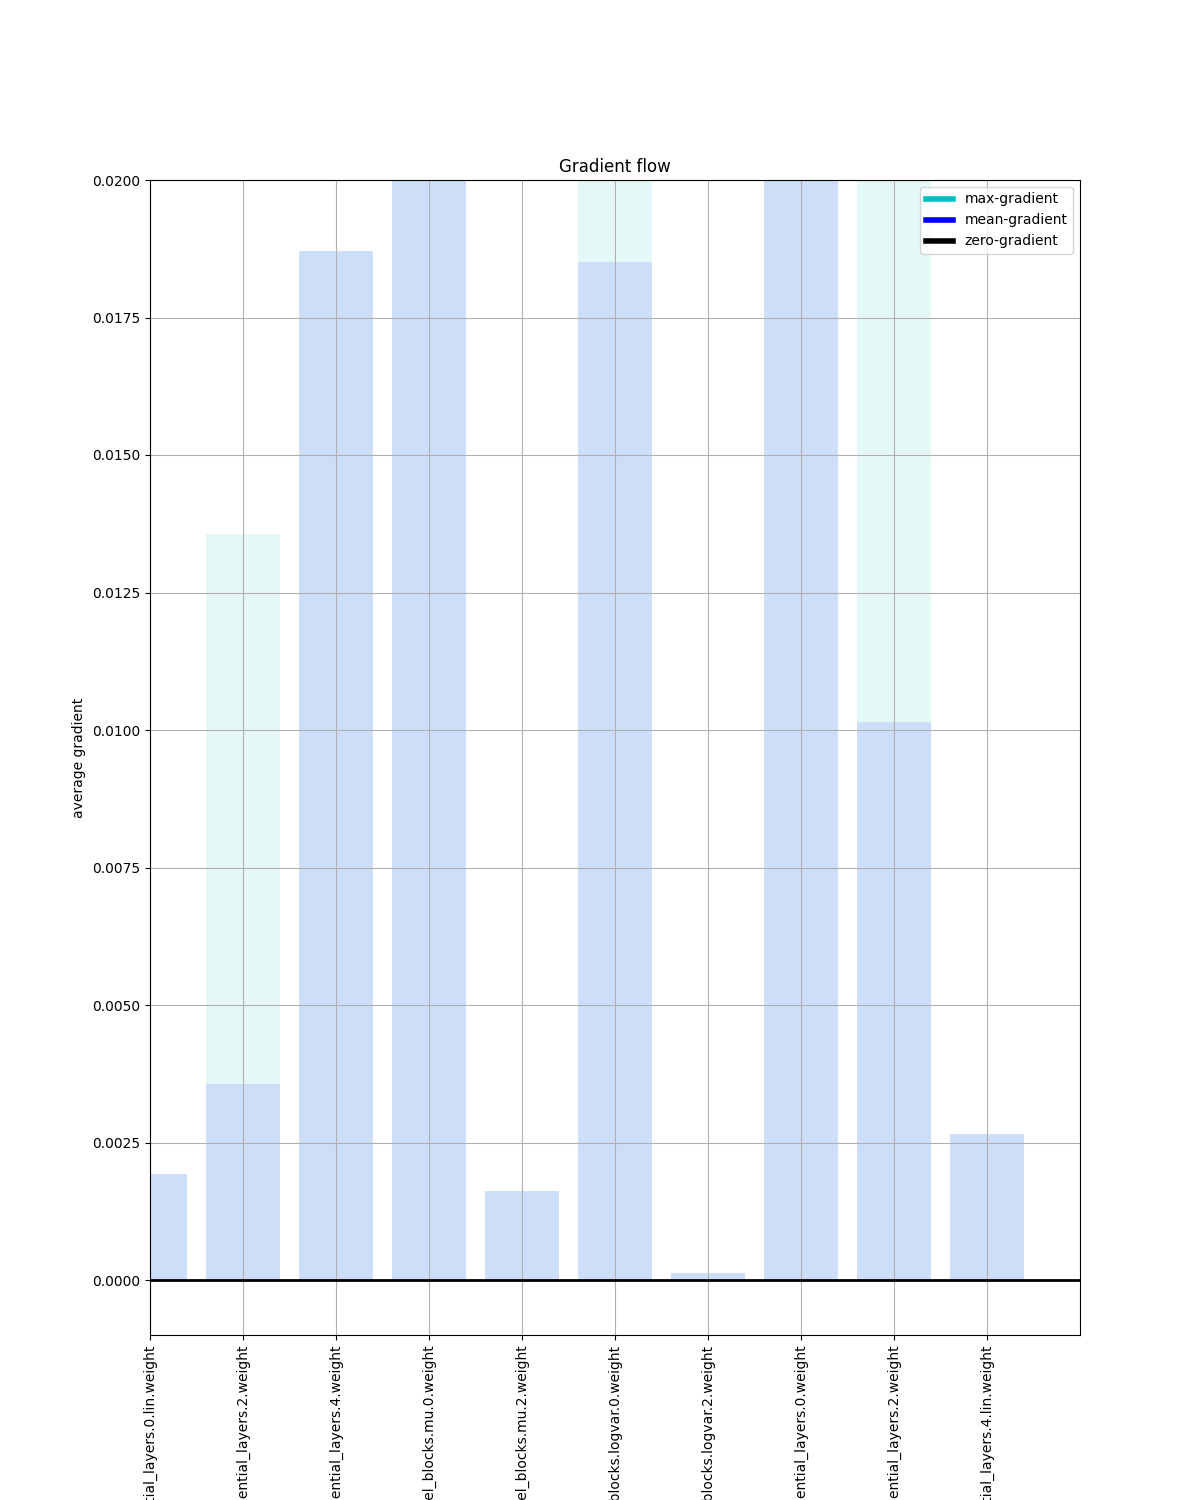 Gradient flow
max-gradient
mean-gradient
zero-gradient
0.0200
0.0175
0.0150
0.0125
0.0100
0.0075
0.0050
0.0025
0.0000
average gradient
tial_layers.0.lin.weight
ential_layers.2.weight
ential_layers.4.weight
el_blocks.mu.0.weight
el_blocks.mu.2.weight
blocks.logvar.0.weight
blocks.logvar.2.weight
ential_layers.0.weight
ential_layers.2.weight
tial_layers.4.lin.weight